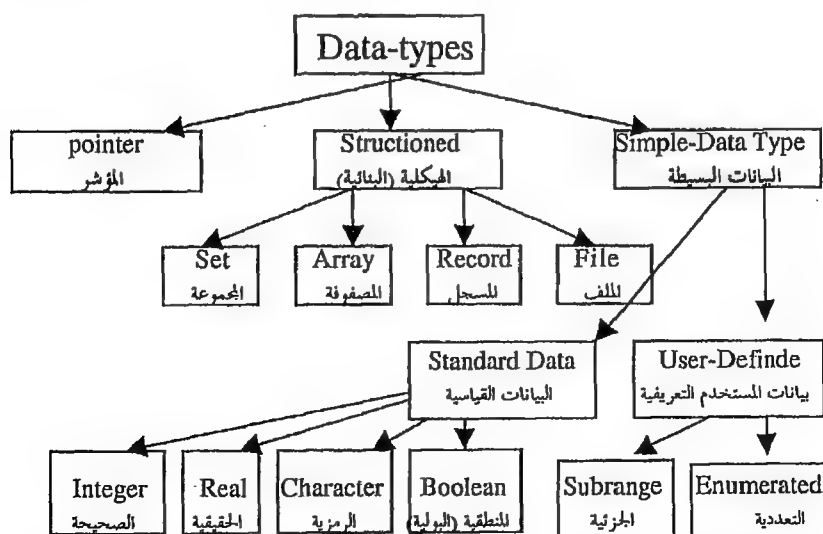 Data-types
pointer
المؤشر
Structioned
الهيكلية (البنائية)
Simple-Data Type
البيانات البسيطة
Set
المجموعة
Array
المصفوفة
Record
المسجل
File
الملف
Standard Data
البيانات القياسية
User-Definde
بيانات المستخدم التعريفية
Integer
الصحيحة
Real
الحقيقية
Character
الرمزية
Boolean
المنطقية (البولية)
Subrange
الجزئية
Enumerated
التعددية